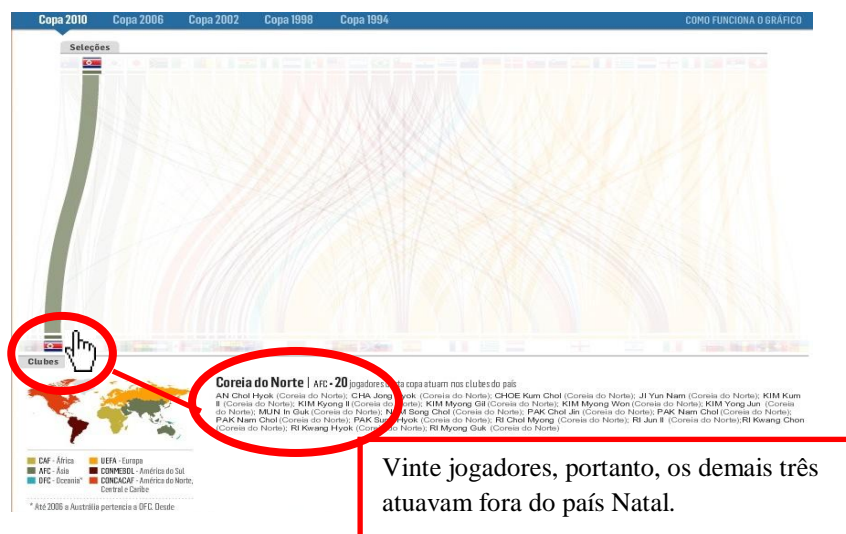 Copa 2010 Copa 2006 Copa 2002 Copa 1998 Copa 1994 COMO FUNCIONA O GRÁFICO
Seleções
Clubes
Coreia do Norte | AFC - 20 jogadores desta copa atuam nos clubes do país
AN Chol Hyok (Coreia do Norte); CHA Jong Hyok (Coreia do Norte); CHOE Kum Chol (Coreia do Norte); JI Yun Nam (Coreia do Norte); KIM Kum
Il (Coreia do Norte); KIM Kyong Il (Coreia do Norte); KIM Myong Gil (Coreia do Norte); KIM Myong Won (Coreia do Norte); KIM Yong Jun (Coreia
do Norte); MUN In Guk (Coreia do Norte); NAM Song Chol (Coreia do Norte); PAK Chol Jin (Coreia do Norte); PAK Nam Chol (Coreia do Norte);
PAK Nam Chol (Coreia do Norte); PAK Sung Hyok (Coreia do Norte); RI Chol Myong (Coreia do Norte); RI Jun Il (Coreia do Norte);RI Kwang Chon
(Coreia do Norte); RI Kwang Hyok (Coreia do Norte); RI Myong Guk (Coreia do Norte)
CAF - África UEFA - Europa
AFC - Ásia CONMEBOL - América do Sul
OFC - Oceania* CONCACAF - América do Norte,
Central e Caribe
* Até 2006 a Austrália pertencia a OFC. Desde
Vinte jogadores, portanto, os demais três
atuavam fora do país Natal.